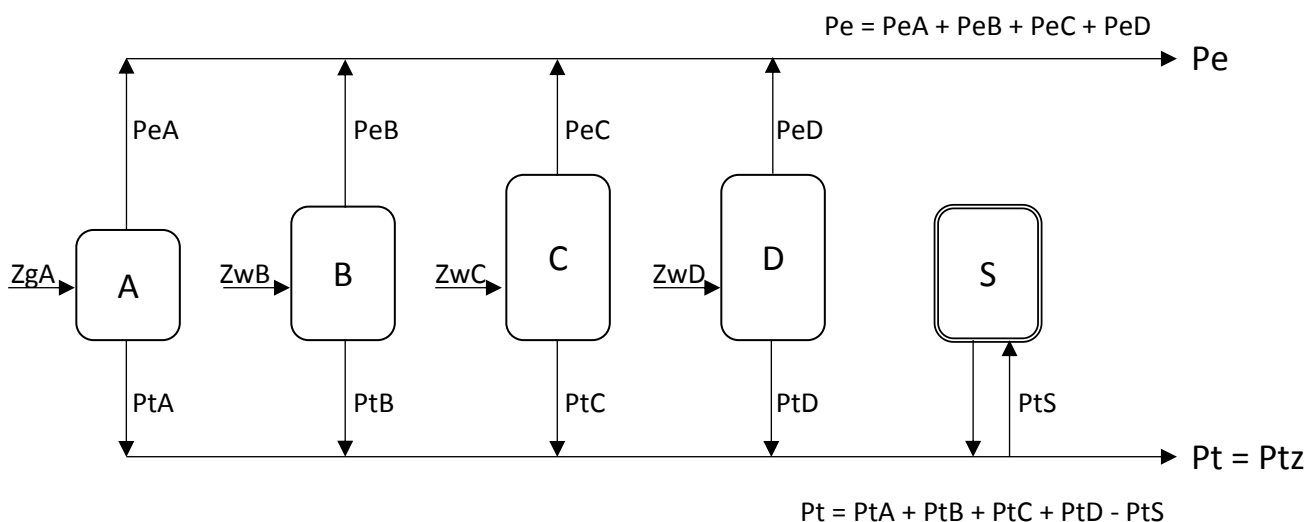 Pe = PeA + PeB + PeC + PeD
Pe
PeA PeB PeC PeD
ZgA A ZwB B ZwC C ZwD D S
PtA PtB PtC PtD PtS
Pt = Ptz
Pt = PtA + PtB + PtC + PtD - PtS